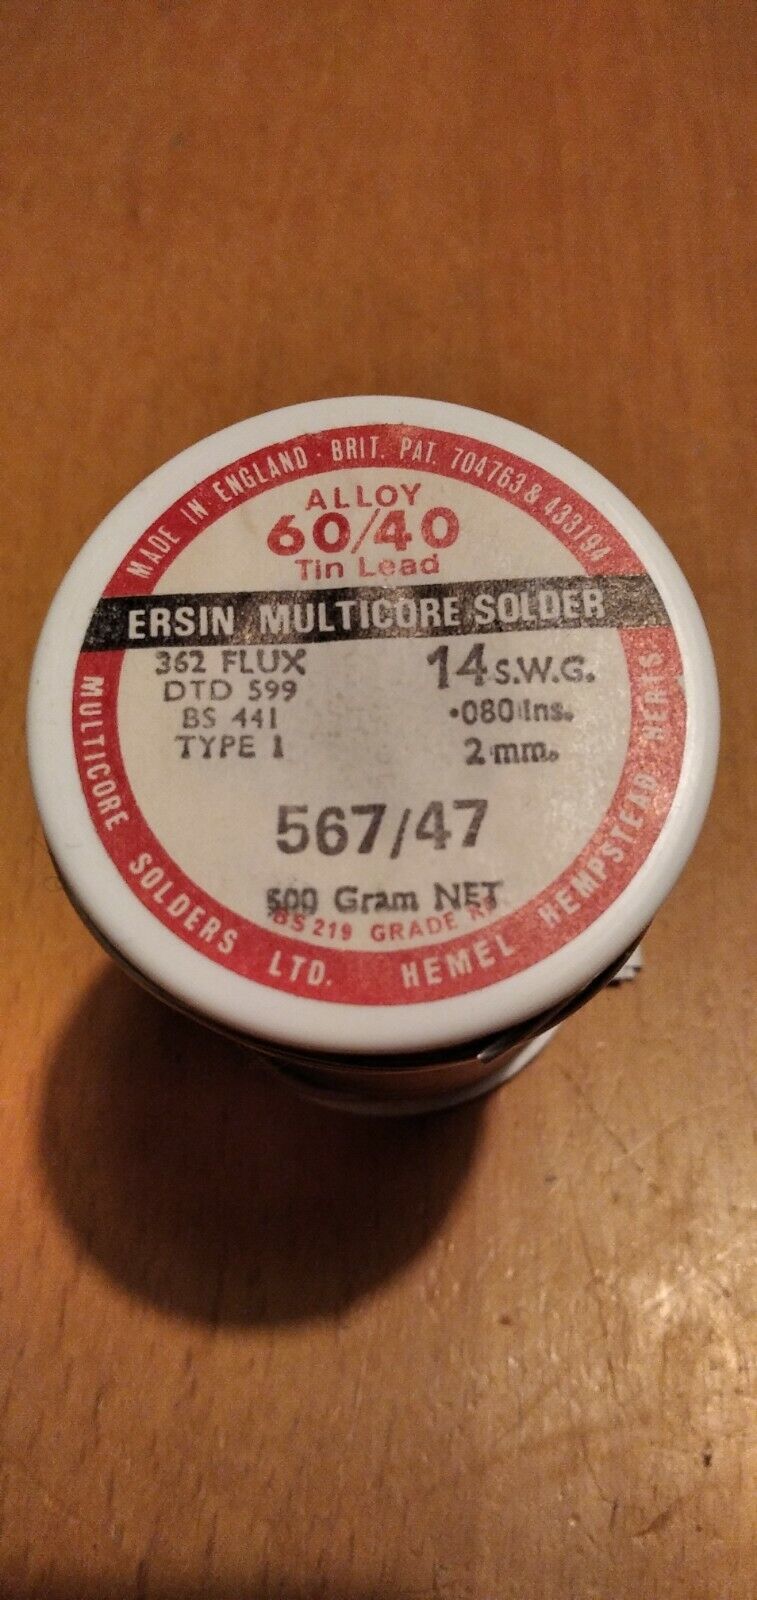 MADE IN ENGLAND · BRIT. PAT. 704763 & 433194
ALLOY
60/40
Tin Lead
ERSIN MULTICORE SOLDER
362 FLUX
DTD 599
BS 441
TYPE 1
14 S.W.G.
·080 Ins.
2 mm.
567/47
500 Gram NET
BS 219 GRADE
MULTICORE SOLDERS LTD. HEMEL HEMPSTEAD HERTS